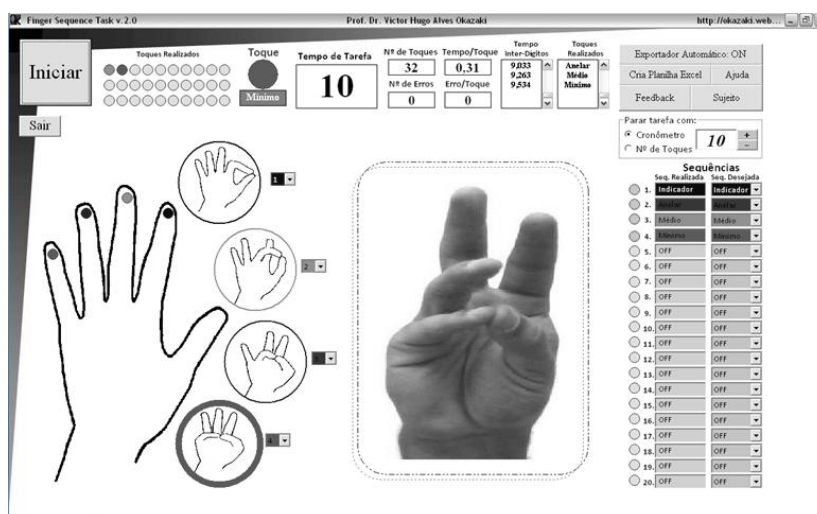 Finger Sequence Task v. 2.0
Prof. Dr. Victor Hugo Alves Okazaki
http://okazaki.web...
Iniciar
Sair
Toques Realizados
Toque
Mínimo
Tempo de Tarefa
10
Nº de Toques
32
Tempo/Toque
0,31
Nº de Erros
0
Erro/Toque
0
Tempo
Inter-Dígitos
9,033
9,263
9,534
Toques
Realizados
Anelar
Médio
Mínimo
Exportador Automático: ON
Cria Planilha Excel
Ajuda
Feedback
Sujeito
Parar tarefa com:
Cronômetro
Nº de Toques
10
+
-
1
2
3
4
Sequências
Seq. Realizada Seq. Desejada
1. Indicador Indicador
2. Anelar Anelar
3. Médio Médio
4. Mínimo Mínimo
5. OFF OFF
6. OFF OFF
7. OFF OFF
8. OFF OFF
9. OFF OFF
10. OFF OFF
11. OFF OFF
12. OFF OFF
13. OFF OFF
14. OFF OFF
15. OFF OFF
16. OFF OFF
17. OFF OFF
18. OFF OFF
19. OFF OFF
20. OFF OFF